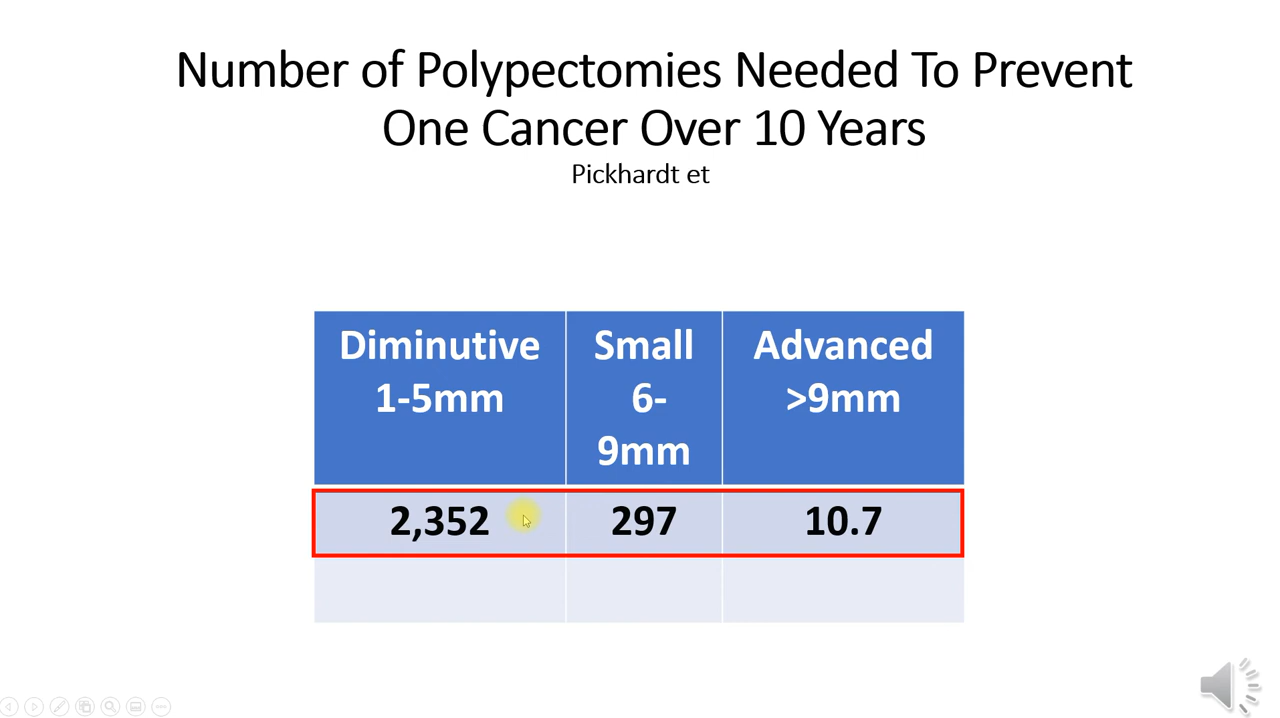 Number of Polypectomies Needed To Prevent
One Cancer Over 10 Years
Pickhardt et
Diminutive
1-5mm
Small
6-
9mm
Advanced
>9mm
2,352
297
10.7